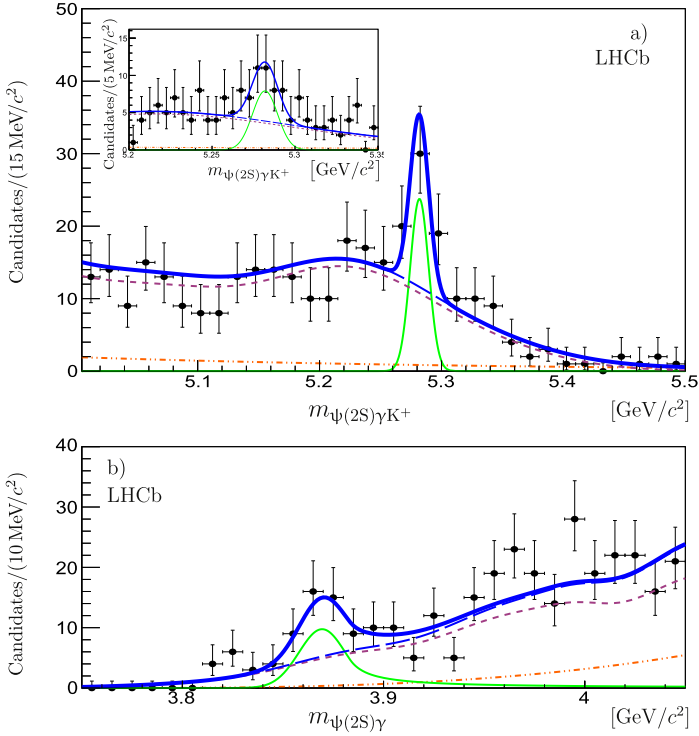 50
40
30
20
10
0
Candidates/(15 MeV/c²)
a)
LHCb
15
10
5
0
Candidates/(5 MeV/c²)
5.2
5.25
5.3
5.35
mψ(2S)γK⁺
[GeV/c²]
5.1
5.2
5.3
5.4
5.5
mψ(2S)γK⁺
[GeV/c²]
40
30
20
10
0
Candidates/(10 MeV/c²)
b)
LHCb
3.8
3.9
4
mψ(2S)γ
[GeV/c²]